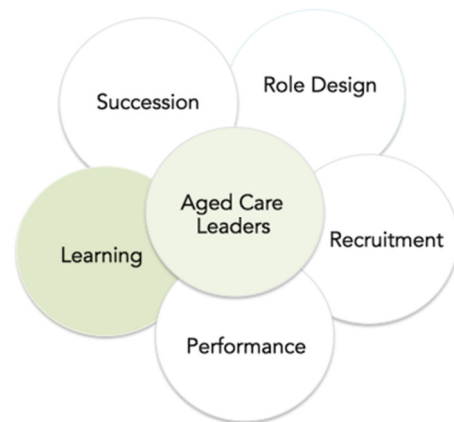 Role Design
Succession
Aged Care
Leaders
Recruitment
Learning
Performance